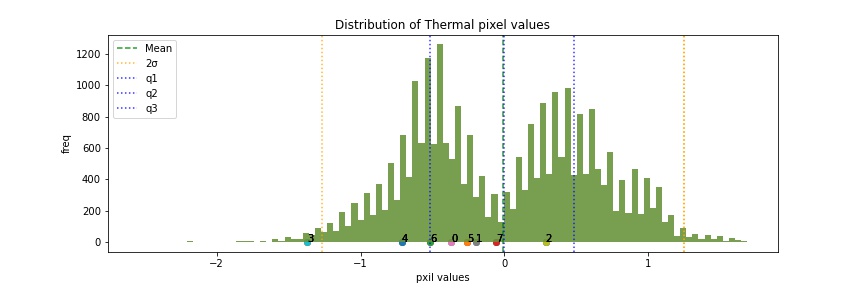 Distribution of Thermal pixel values
Mean
2σ
q1
q2
q3
1200
1000
800
600
400
200
0
freq
3 4 6 0 5 1 7 2
−2 −1 0 1
pxil values